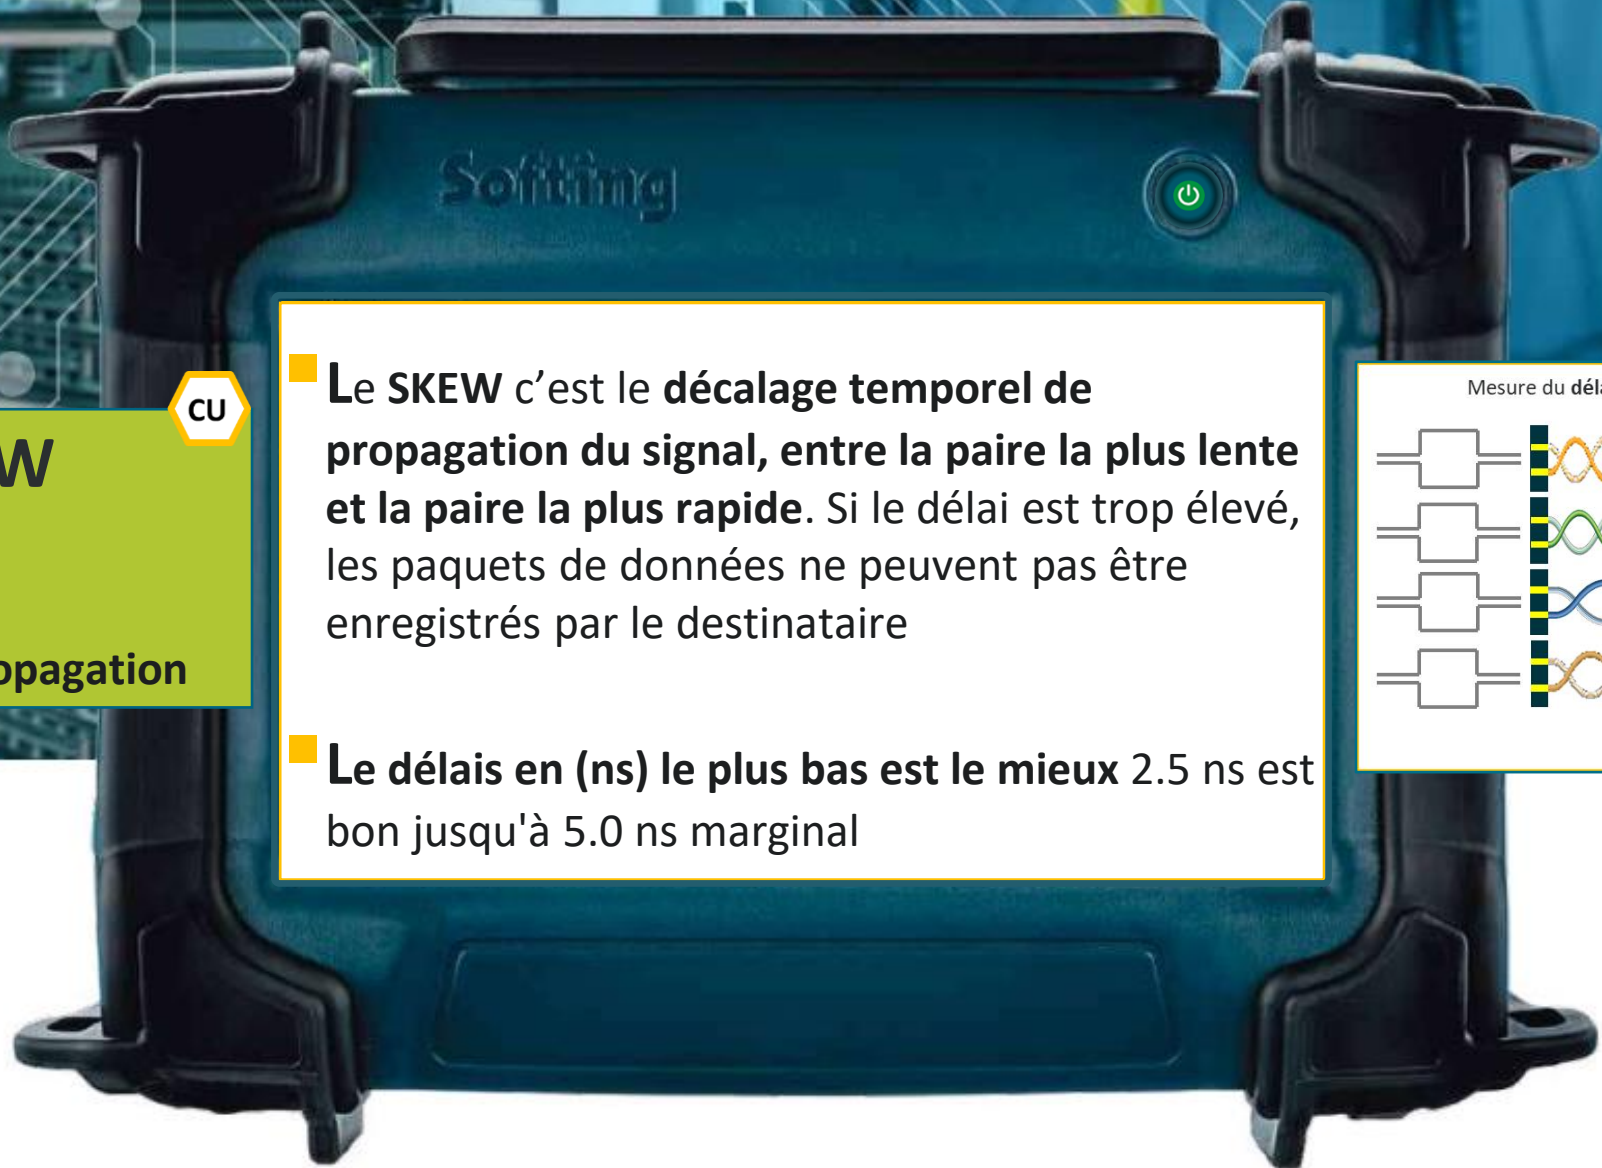 Softing
CU
W
opagation
Le SKEW c’est le décalage temporel de
propagation du signal, entre la paire la plus lente
et la paire la plus rapide. Si le délai est trop élevé,
les paquets de données ne peuvent pas être
enregistrés par le destinataire
Le délais en (ns) le plus bas est le mieux 2.5 ns est
bon jusqu'à 5.0 ns marginal
Mesure du déla